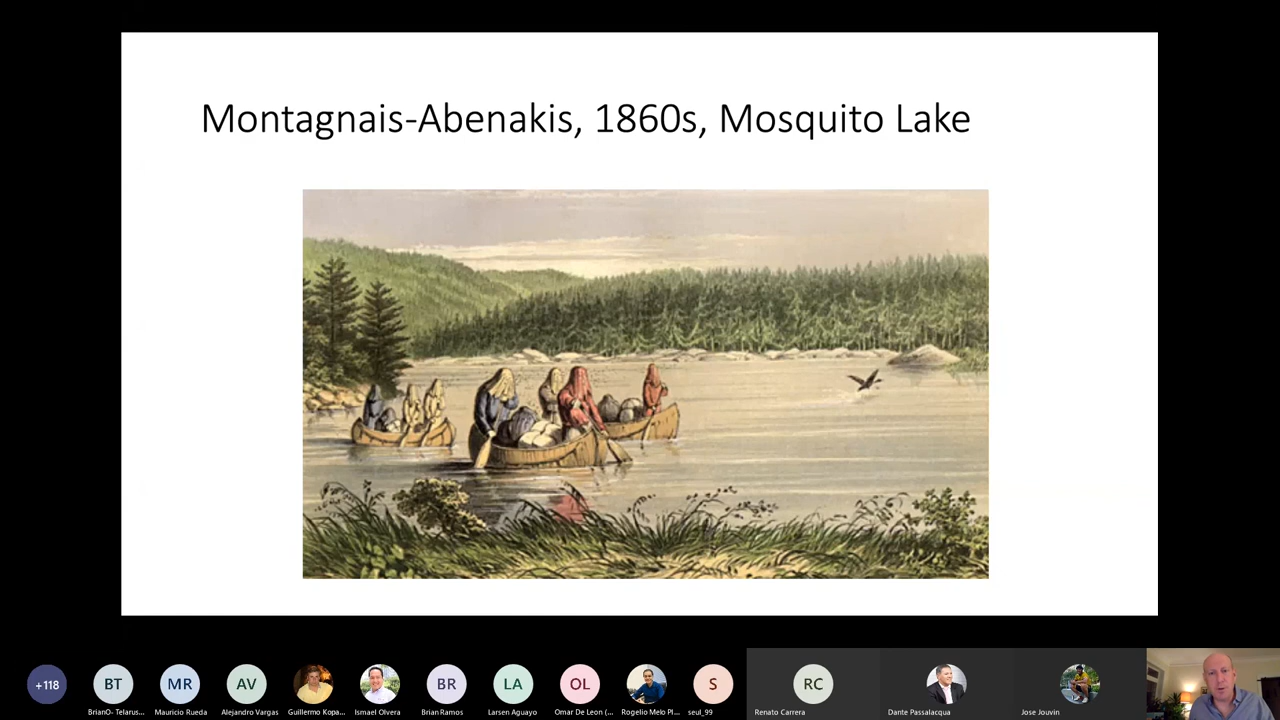 Montagnais-Abenakis, 1860s, Mosquito Lake
+118
BT
MR
AV
BR
LA
OL
S
RC
BrianO- Telarus...
Mauricio Rueda
Alejandro Vargas
Guillermo Kopa...
Ismael Olvera
Brian Ramos
Larsen Aguayo
Omar De Leon (...
Rogelio Melo Pl...
seul_99
Renato Carrera
Dante Passalacqua
Jose Jouvin